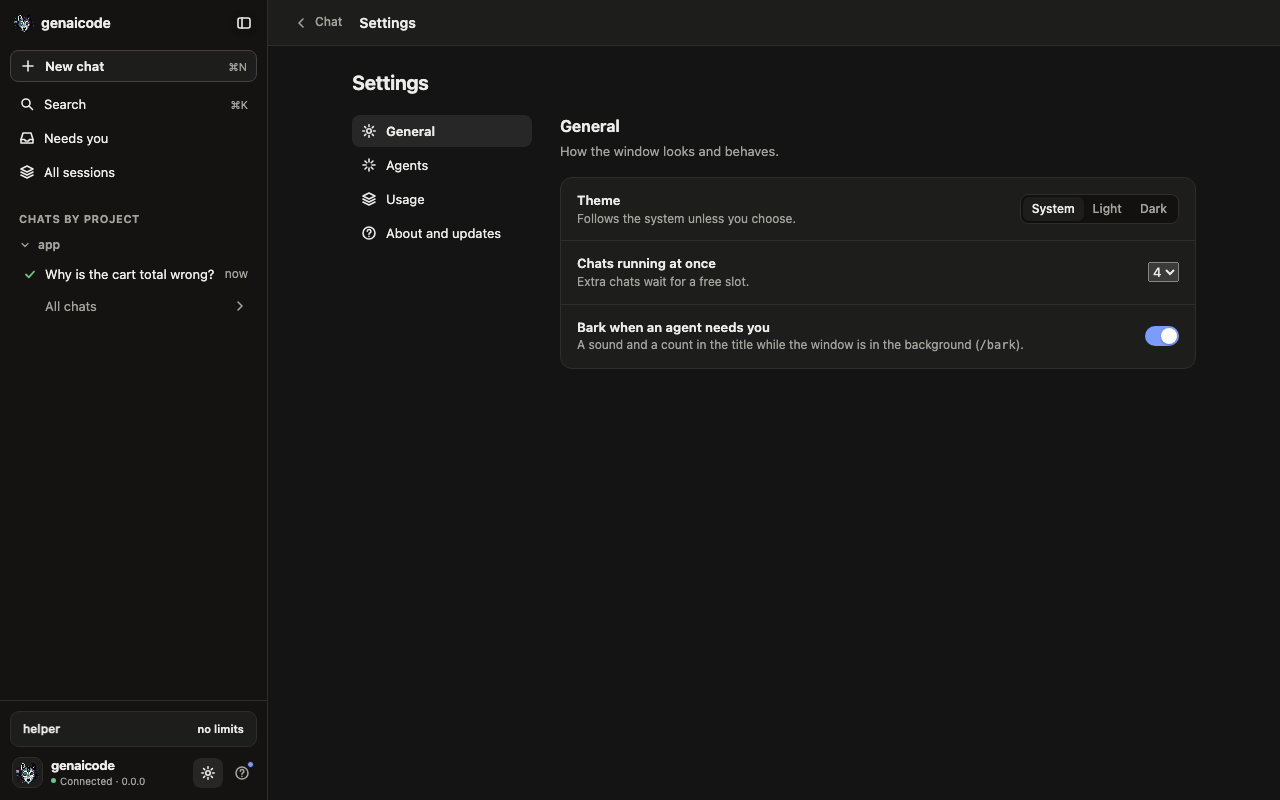 genaicode
New chat ⌘N
Search ⌘K
Needs you
All sessions
CHATS BY PROJECT
app
Why is the cart total wrong? now
All chats
helper no limits
genaicode
Connected · 0.0.0
Chat Settings
Settings
General
Agents
Usage
About and updates
General
How the window looks and behaves.
Theme
Follows the system unless you choose.
System Light Dark
Chats running at once
Extra chats wait for a free slot.
4
Bark when an agent needs you
A sound and a count in the title while the window is in the background (/bark).